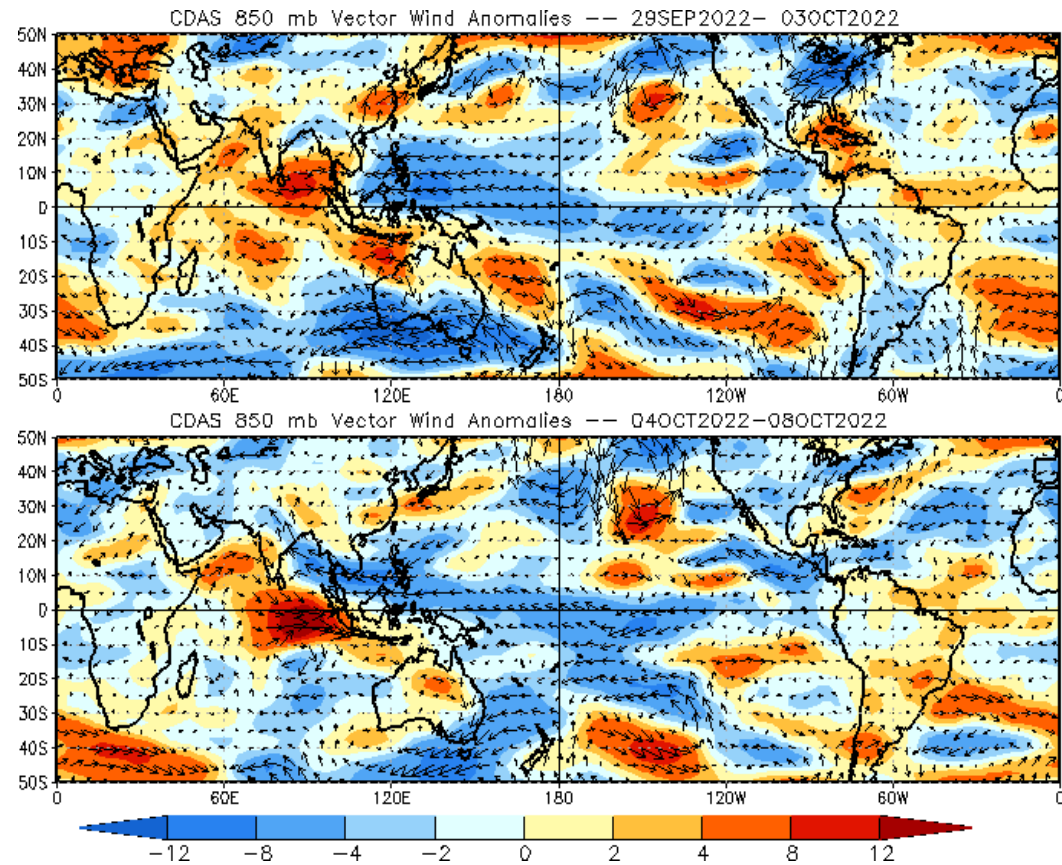 CDAS 850 mb Vector Wind Anomalies -- 29SEP2022- 03OCT2022
50N
40N
30N
20N
10N
0
10S
20S
30S
40S
50S
0 60E 120E 180 120W 60W 0
CDAS 850 mb Vector Wind Anomalies -- 04OCT2022-08OCT2022
50N
40N
30N
20N
10N
0
10S
20S
30S
40S
50S
0 60E 120E 180 120W 60W 0
-12 -8 -4 -2 0 2 4 8 12